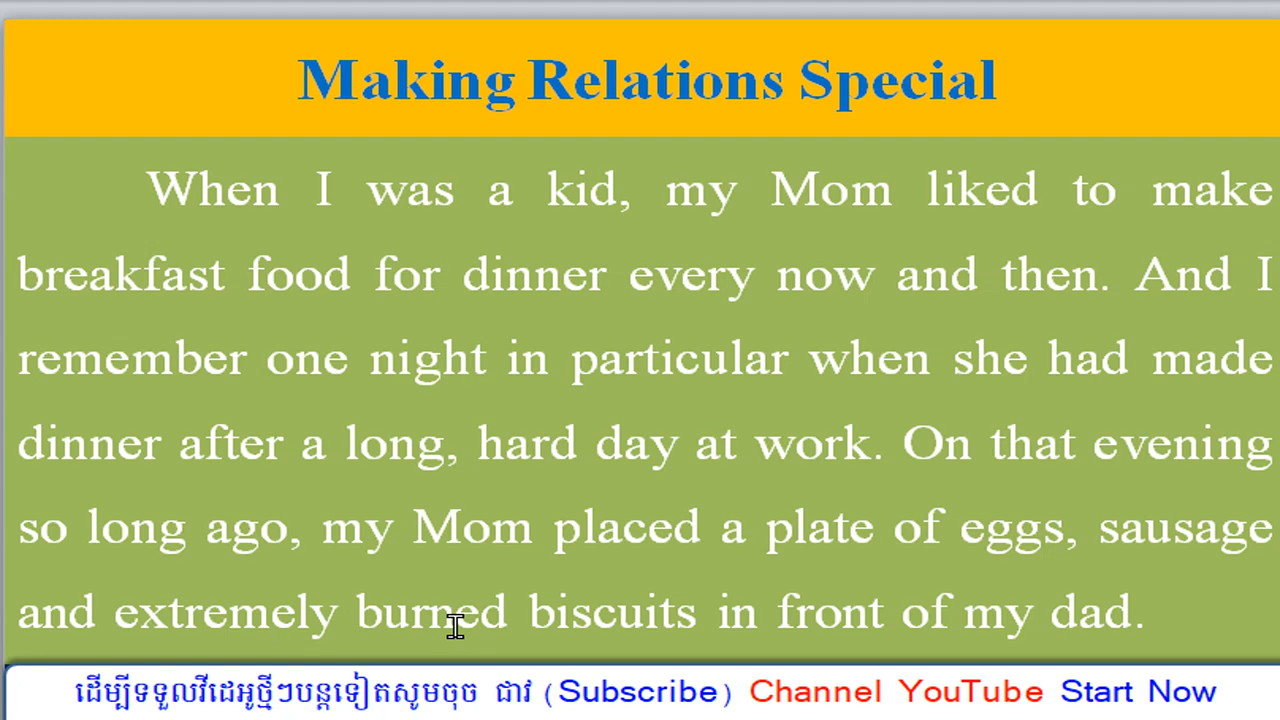 Making Relations Special
When I was a kid, my Mom liked to make
breakfast food for dinner every now and then. And I
remember one night in particular when she had made
dinner after a long, hard day at work. On that evening
so long ago, my Mom placed a plate of eggs, sausage
and extremely burned biscuits in front of my dad.
ដើម្បីទទួលវីដេអូថ្មីៗបន្តទៀតសូមចុច ជាវ (Subscribe) Channel YouTube Start Now